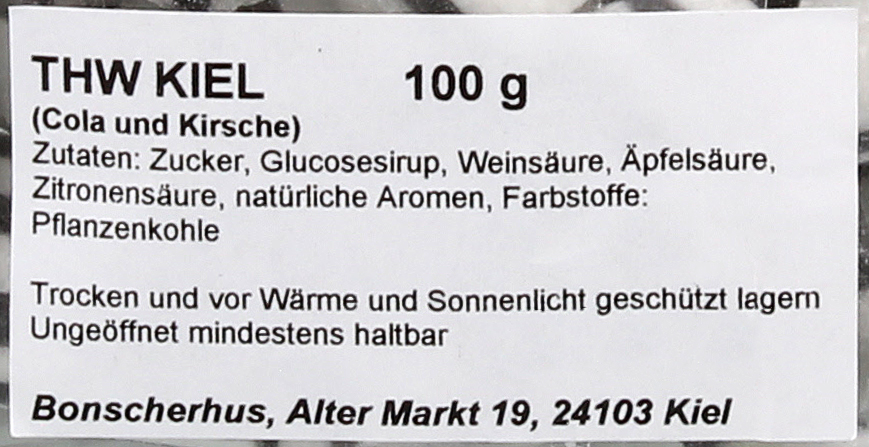 THW KIEL 100 g
(Cola und Kirsche)
Zutaten: Zucker, Glucosesirup, Weinsäure, Äpfelsäure,
Zitronensäure, natürliche Aromen, Farbstoffe:
Pflanzenkohle
Trocken und vor Wärme und Sonnenlicht geschützt lagern
Ungeöffnet mindestens haltbar
Bonscherhus, Alter Markt 19, 24103 Kiel